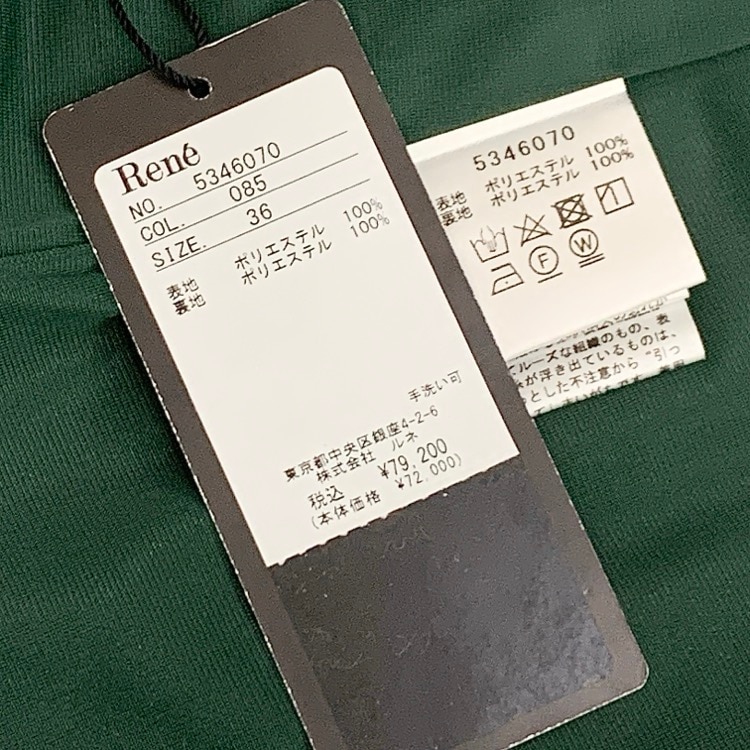 René
NO. 5346070
COL. 085
SIZE. 36
表地 ポリエステル 100%
裏地 ポリエステル 100%
手洗い可
東京都中央区銀座4-2-6
株式会社 ルネ
税込 ¥79,200
(本体価格 ¥72,000)
5346070
表地 ポリエステル 100%
裏地 ポリエステル 100%
F W
ルーズな組織のもの、表
が浮き出ているものは、
とした不注意から "引っ